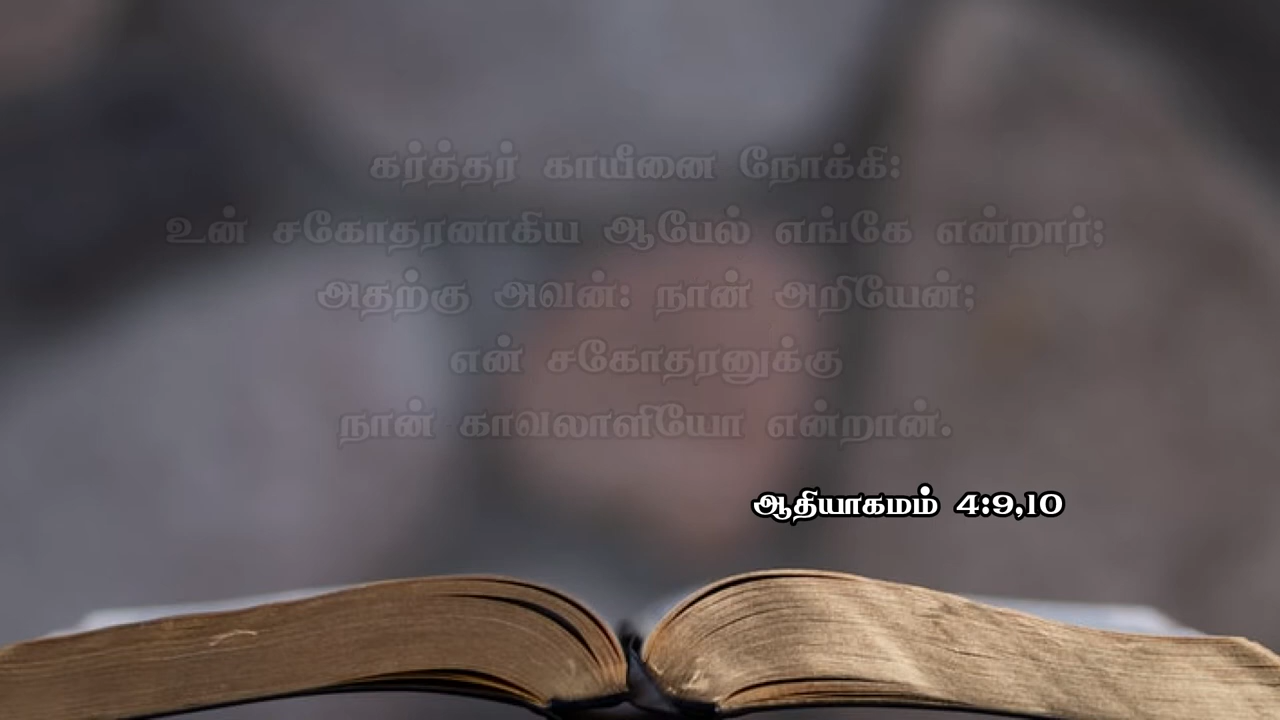 கர்த்தர் காயீனை நோக்கி:
உன் சகோதரனாகிய ஆபேல் எங்கே என்றார்;
அதற்கு அவன்: நான் அறியேன்;
என் சகோதரனுக்கு
நான் காவலாளியோ என்றான்.
ஆதியாகமம் 4:9,10